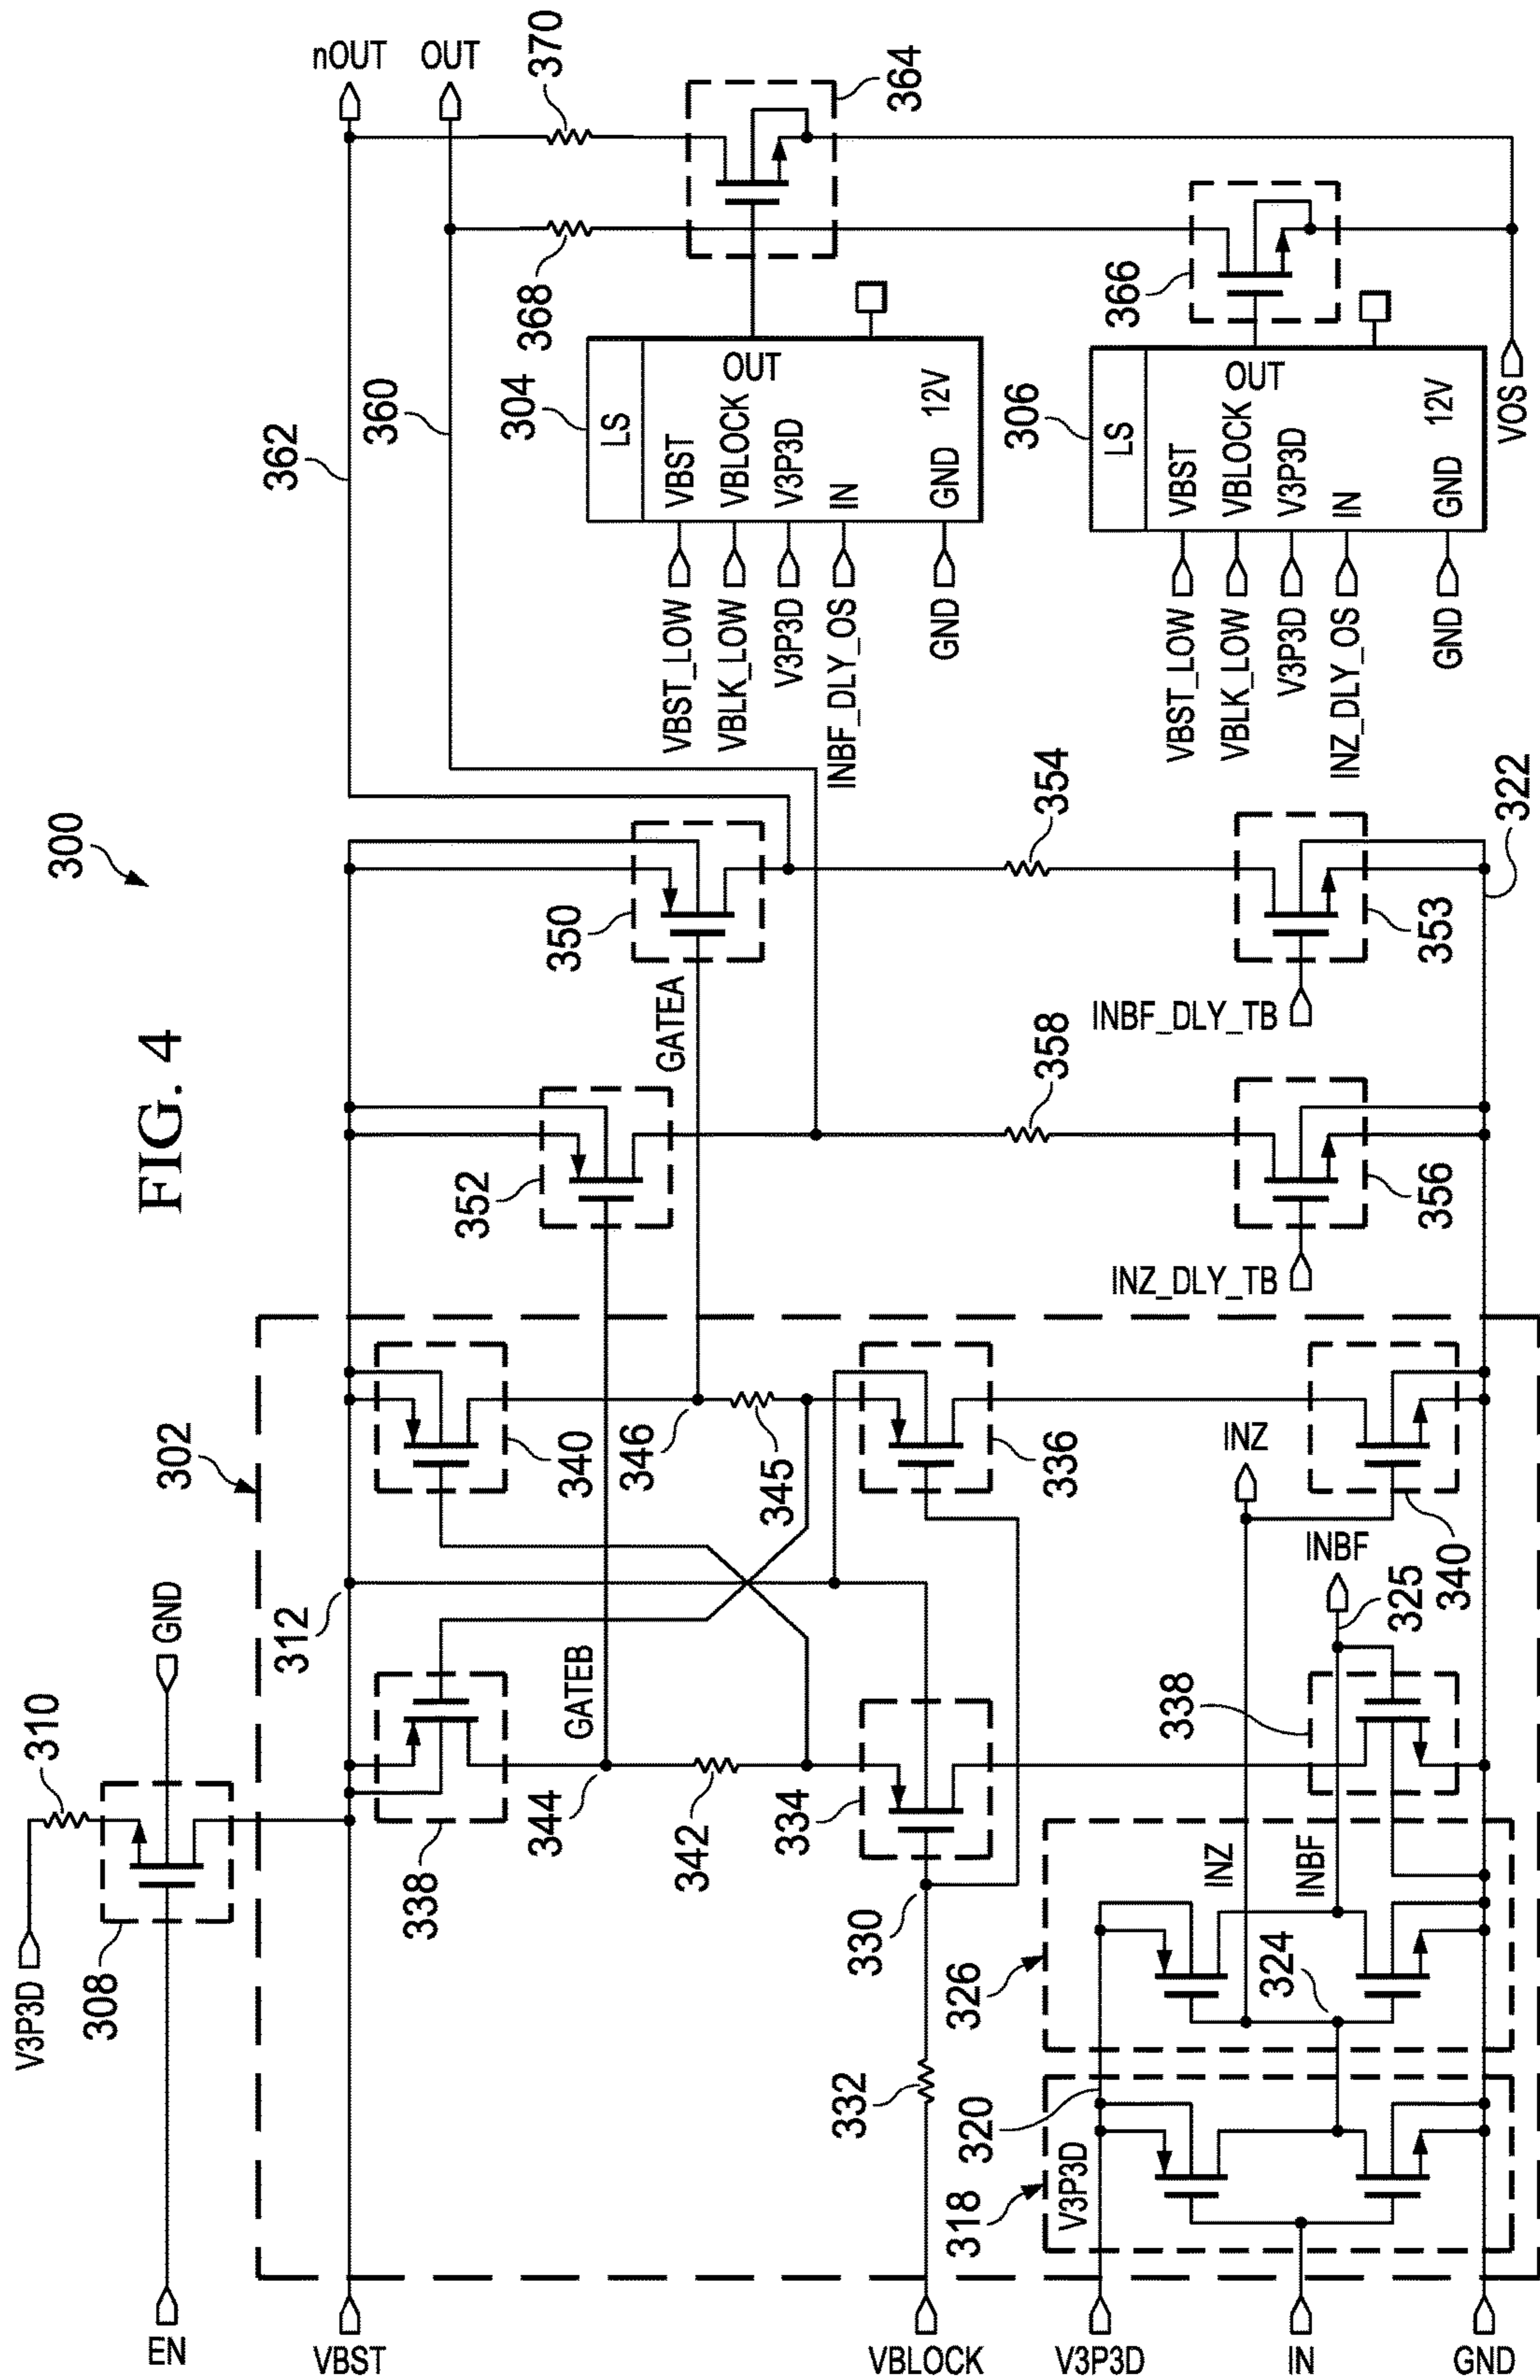 FIG. 4
300
V3P3D
310
308
GND
EN
302
312
VBST
338
340
GATEB
344
346
342
345
334
336
330
332
VBLOCK
V3P3D
V3P3D
318
320
326
324
INZ
INBF
INZ
INBF
325
338
340
IN
GND
352
350
GATEA
358
354
INZ_DLY_TB
356
INBF_DLY_TB
353
322
362
360
nOUT
OUT
368
370
304
LS
VBST
VBLOCK
V3P3D
IN
GND
OUT
12V
VBST_LOW
VBLK_LOW
V3P3D
INBF_DLY_OS
GND
364
306
LS
VBST
VBLOCK
V3P3D
IN
GND
OUT
12V
VBST_LOW
VBLK_LOW
V3P3D
INZ_DLY_OS
GND
366
VOS